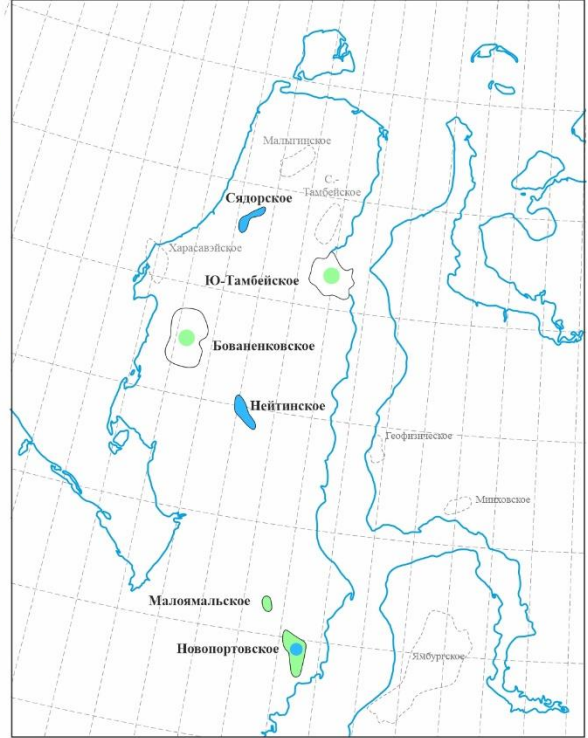 Малыгинское
С.-
Тамбейское
Сядорское
Харасавэйское
Ю-Тамбейское
Бованенковское
Нейтинское
Геофизическое
Минховское
Малоямальское
Новопортовское
Ямбургское